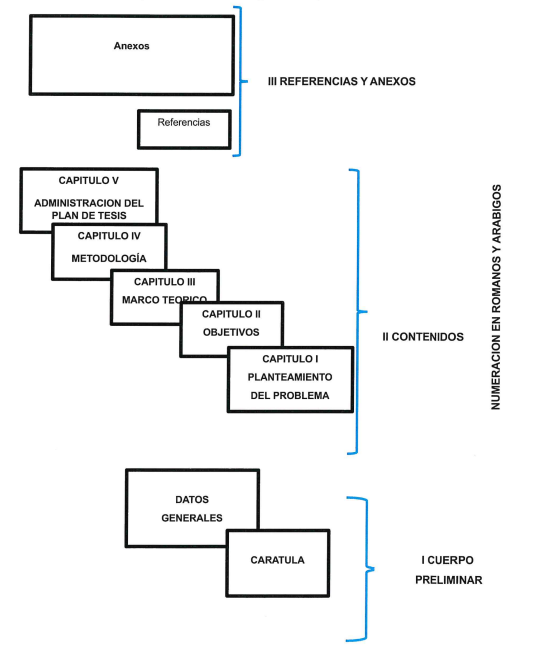 Anexos
III REFERENCIAS Y ANEXOS
Referencias
CAPITULO V
ADMINISTRACION DEL
PLAN DE TESIS
CAPITULO IV
METODOLOGÍA
CAPITULO III
MARCO TEORICO
CAPITULO II
OBJETIVOS
CAPITULO I
PLANTEAMIENTO
DEL PROBLEMA
II CONTENIDOS
NUMERACION EN ROMANOS Y ARABIGOS
DATOS
GENERALES
CARATULA
I CUERPO
PRELIMINAR